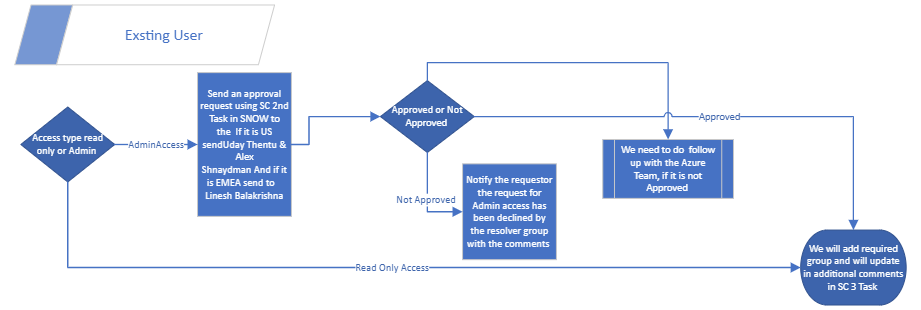 Exsting User
Send an approval
request using SC 2nd
Task in SNOW to
the  If it is US
sendUday Thentu &
Alex
Shnaydman And if it
is EMEA send to
Linesh Balakrishna
Access type read
only or Admin
AdminAccess
Approved or Not
Approved
Approved
We need to do  follow
up with the Azure
Team, if it is not
Approved
Not Approved
Notify the requestor
the request for
Admin access has
been declined by
the resolver group
with the comments
We will add required
group and will update
in additional comments
in SC 3 Task
Read Only Access